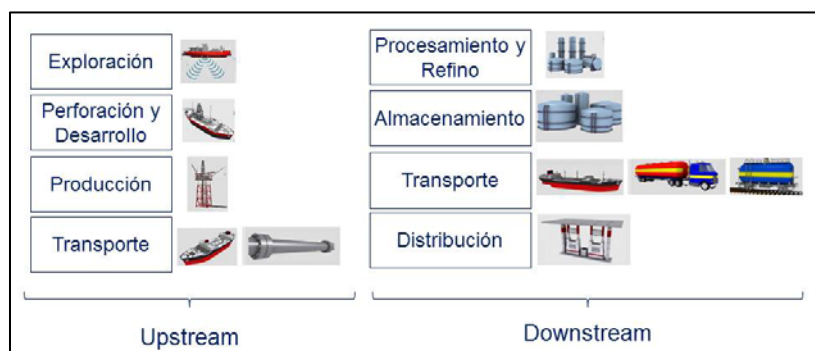 Exploración
Perforación y
Desarrollo
Producción
Transporte
Upstream
Procesamiento y
Refino
Almacenamiento
Transporte
Distribución
Downstream